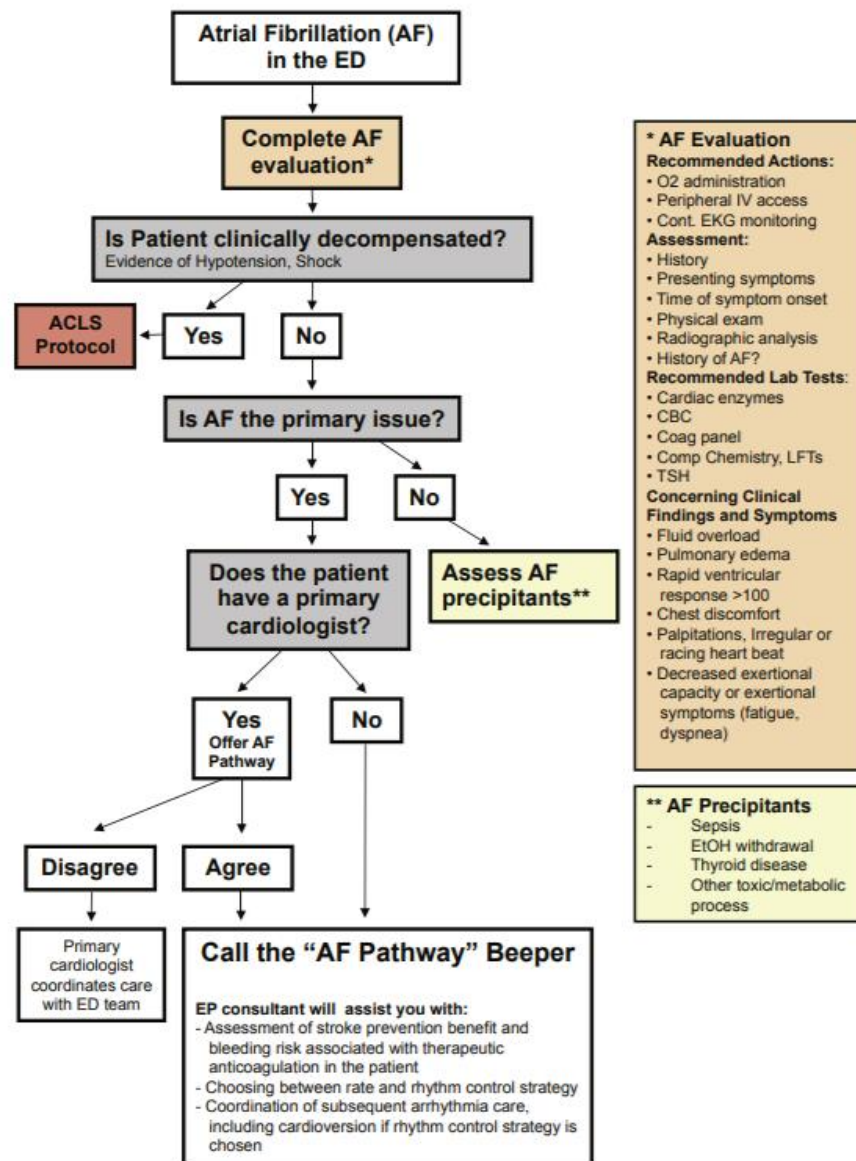 Atrial Fibrillation (AF)
in the ED
Complete AF
evaluation*
Is Patient clinically decompensated?
Evidence of Hypotension, Shock
ACLS
Protocol
Yes
No
Is AF the primary issue?
Yes
No
Does the patient
have a primary
cardiologist?
Assess AF
precipitants**
Yes
Offer AF
Pathway
No
Disagree
Agree
Primary
cardiologist
coordinates care
with ED team
Call the “AF Pathway” Beeper
EP consultant will assist you with:
- Assessment of stroke prevention benefit and
bleeding risk associated with therapeutic
anticoagulation in the patient
- Choosing between rate and rhythm control strategy
- Coordination of subsequent arrhythmia care,
including cardioversion if rhythm control strategy is
chosen
* AF Evaluation
Recommended Actions:
• O2 administration
• Peripheral IV access
• Cont. EKG monitoring
Assessment:
• History
• Presenting symptoms
• Time of symptom onset
• Physical exam
• Radiographic analysis
• History of AF?
Recommended Lab Tests:
• Cardiac enzymes
• CBC
• Coag panel
• Comp Chemistry, LFTs
• TSH
Concerning Clinical
Findings and Symptoms
• Fluid overload
• Pulmonary edema
• Rapid ventricular
response >100
• Chest discomfort
• Palpitations, Irregular or
racing heart beat
• Decreased exertional
capacity or exertional
symptoms (fatigue,
dyspnea)
** AF Precipitants
- Sepsis
- EtOH withdrawal
- Thyroid disease
- Other toxic/metabolic
process